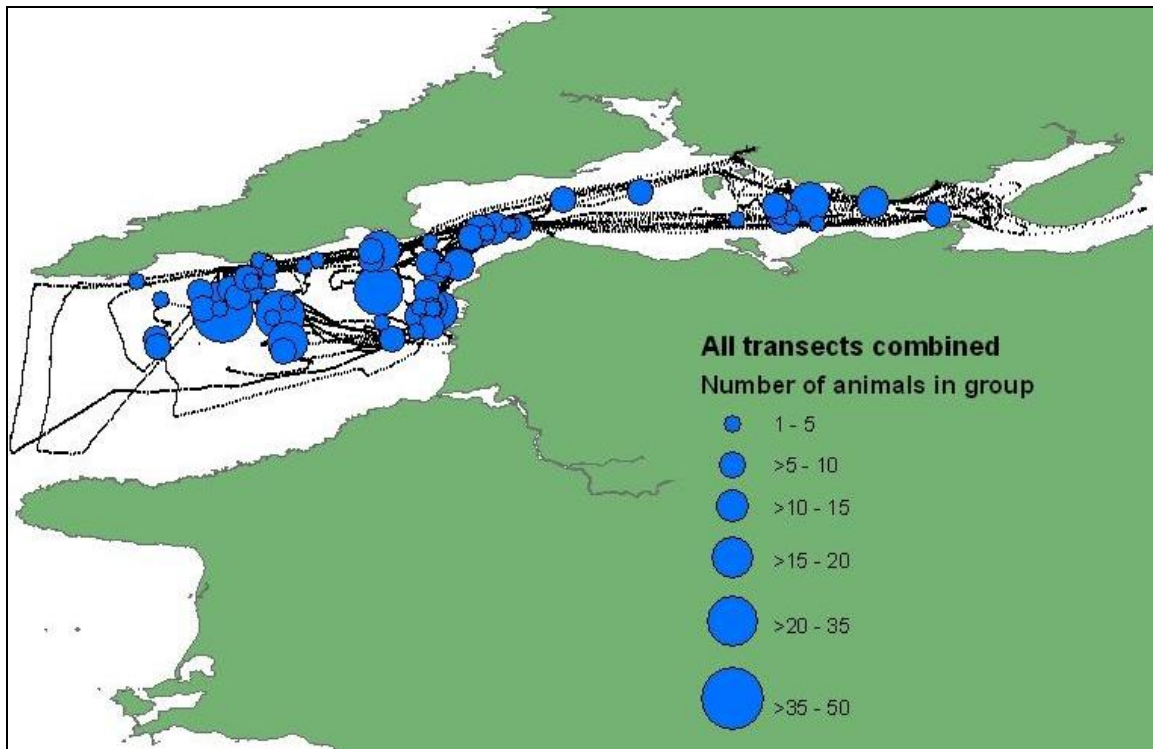 All transects combined
Number of animals in group
1 - 5
>5 - 10
>10 - 15
>15 - 20
>20 - 35
>35 - 50